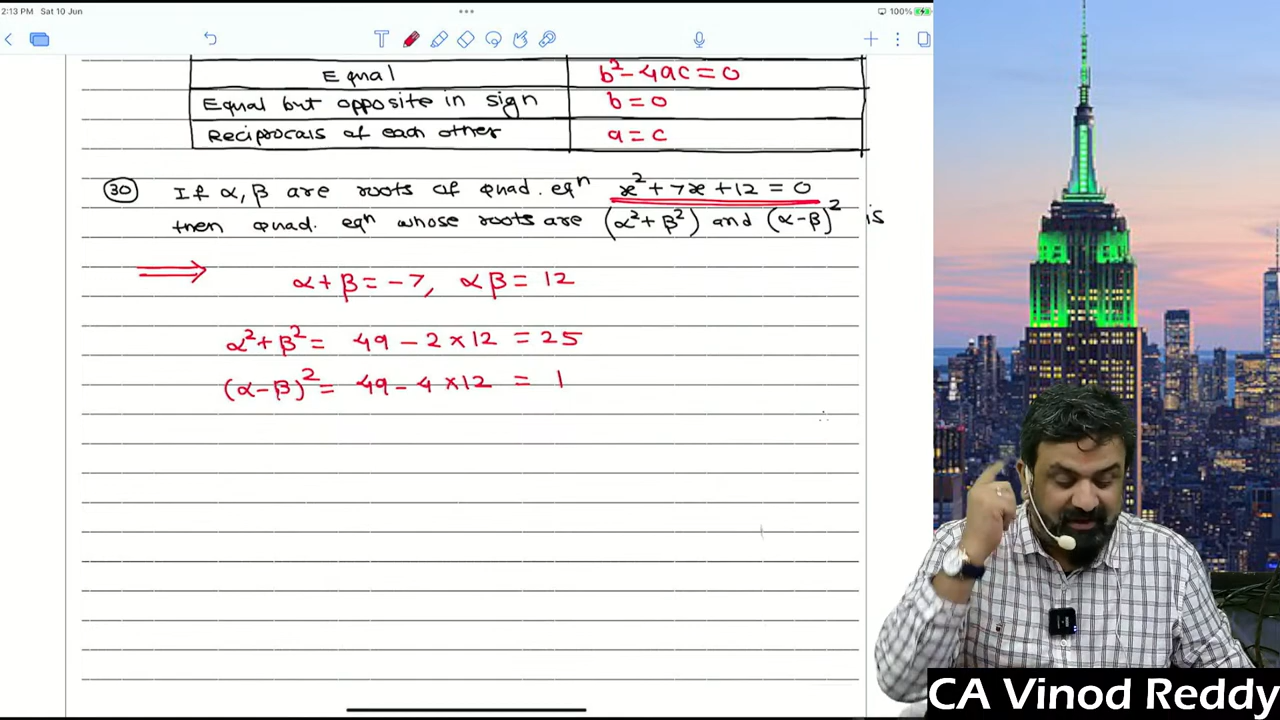 2:13 PM Sat 10 Jun
100%
Equal b² - 4ac = 0
Equal but opposite in sign b = 0
Reciprocals of each other a = c
30 If α, β are roots of quad. eqⁿ x² + 7x + 12 = 0
then quad. eqⁿ whose roots are (α² + β²) and (α-β)² is
⟹ α + β = -7, αβ = 12
α² + β² = 49 - 2 × 12 = 25
(α - β)² = 49 - 4 × 12 = 1
CA Vinod Reddy